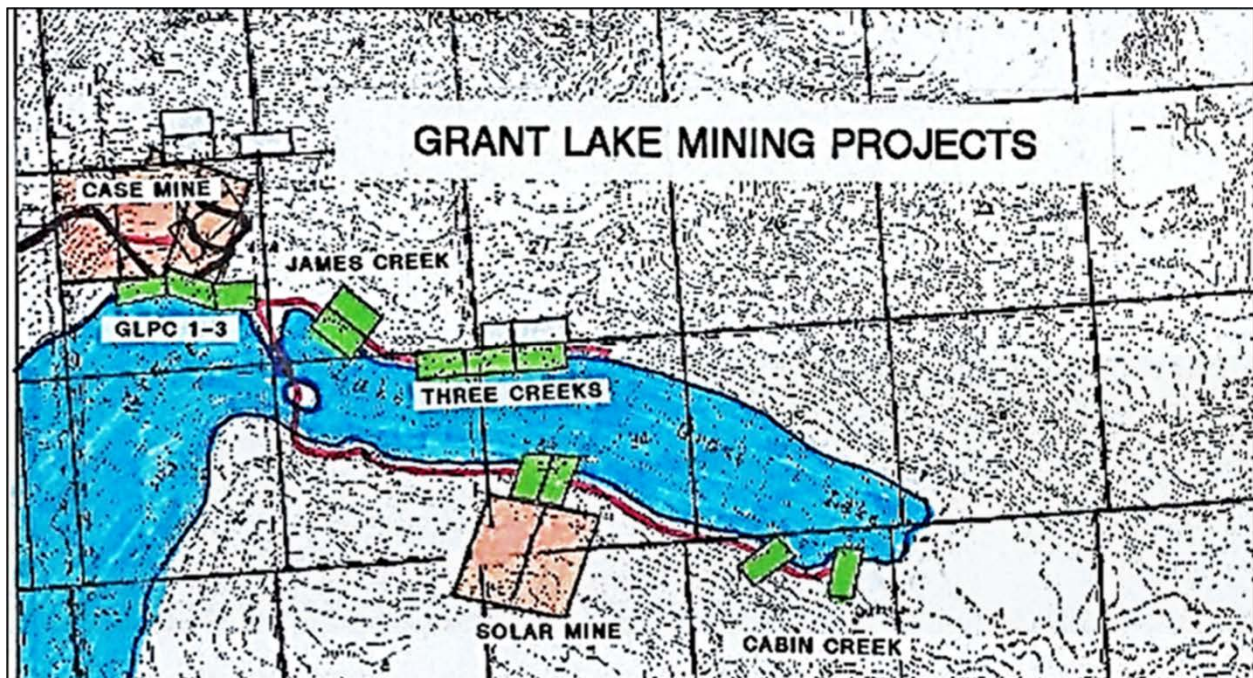 GRANT LAKE MINING PROJECTS
CASE MINE
JAMES CREEK
GLPC 1-3
THREE CREEKS
SOLAR MINE
CABIN CREEK